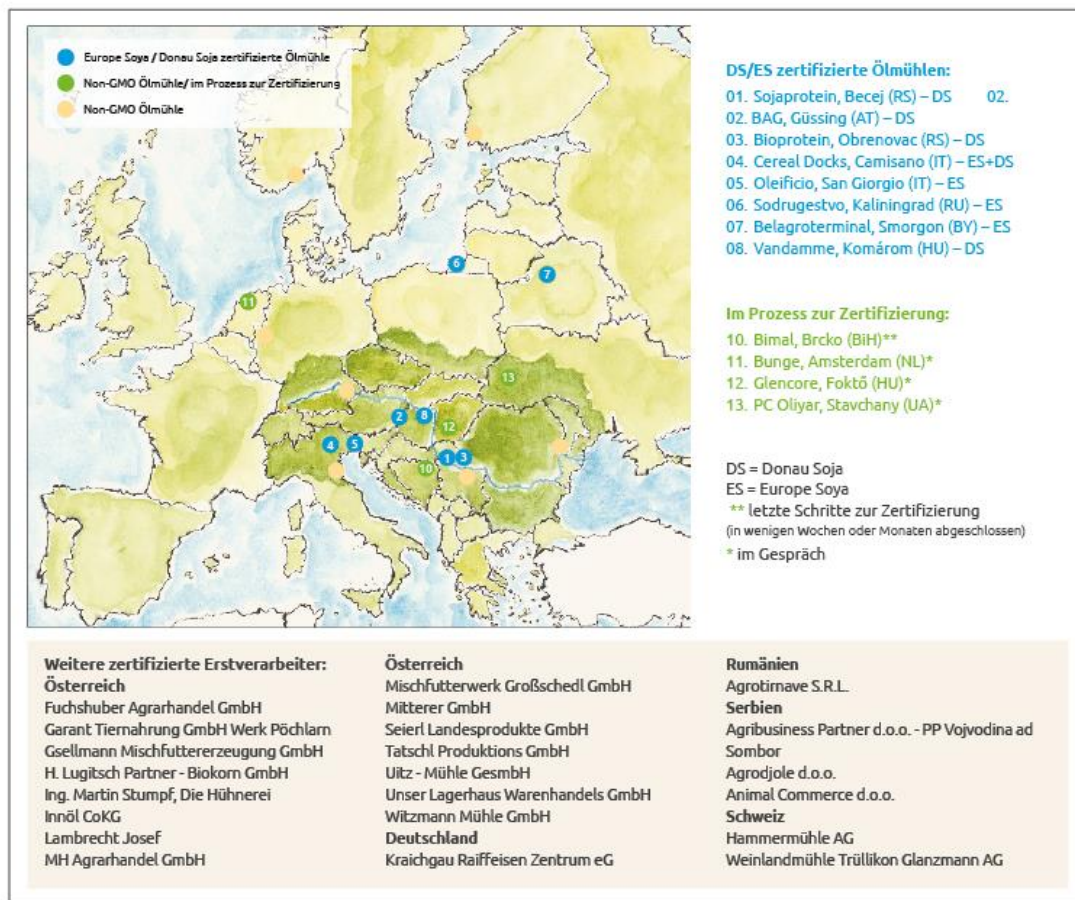 Europe Soya / Donau Soja zertifizierte Ölmühle
Non-GMO Ölmühle/ im Prozess zur Zertifizierung
Non-GMO Ölmühle
6
7
11
13
2
8
12
4
5
1
3
10
DS/ES zertifizierte Ölmühlen:
01. Sojaprotein, Becej (RS) – DS 02.
02. BAG, Güssing (AT) – DS
03. Bioprotein, Obrenovac (RS) – DS
04. Cereal Docks, Camisano (IT) – ES+DS
05. Oleificio, San Giorgio (IT) – ES
06. Sodrugestvo, Kaliningrad (RU) – ES
07. Belagroterminal, Smorgon (BY) – ES
08. Vandamme, Komárom (HU) – DS
Im Prozess zur Zertifizierung:
10. Bimal, Brcko (BiH)**
11. Bunge, Amsterdam (NL)*
12. Glencore, Foktő (HU)*
13. PC Oliyar, Stavchany (UA)*
DS = Donau Soja
ES = Europe Soya
** letzte Schritte zur Zertifizierung
(in wenigen Wochen oder Monaten abgeschlossen)
* im Gespräch
Weitere zertifizierte Erstverarbeiter:
Österreich
Fuchshuber Agrarhandel GmbH
Garant Tiernahrung GmbH Werk Pöchlarn
Gsellmann Mischfuttererzeugung GmbH
H. Lugitsch Partner - Biokorn GmbH
Ing. Martin Stumpf, Die Hühnerei
Innöl CoKG
Lambrecht Josef
MH Agrarhandel GmbH
Österreich
Mischfutterwerk Großschedl GmbH
Mitterer GmbH
Seierl Landesprodukte GmbH
Tatschl Produktions GmbH
Uitz - Mühle GesmbH
Unser Lagerhaus Warenhandels GmbH
Witzmann Mühle GmbH
Deutschland
Kraichgau Raiffeisen Zentrum eG
Rumänien
Agrotirnave S.R.L.
Serbien
Agribusiness Partner d.o.o. - PP Vojvodina ad
Sombor
Agrodjole d.o.o.
Animal Commerce d.o.o.
Schweiz
Hammermühle AG
Weinlandmühle Trüllikon Glanzmann AG